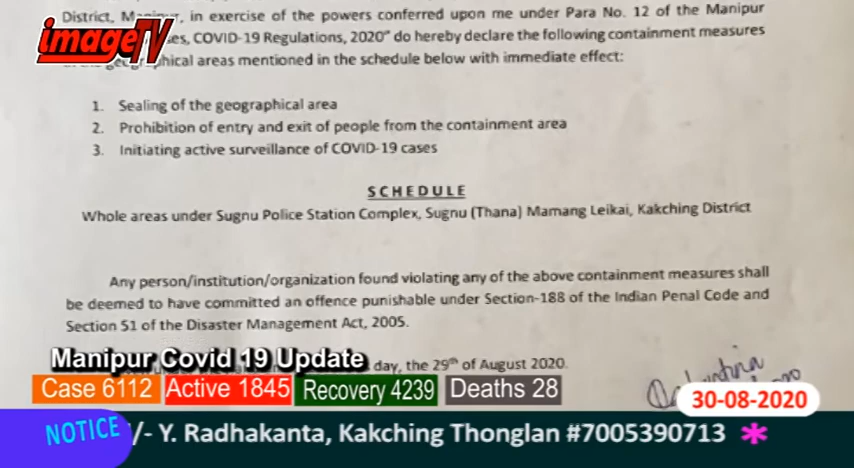 District, Manipur, in exercise of the powers conferred upon me under Para No. 12 of the Manipur
imageTV
COVID-19 Regulations, 2020" do hereby declare the following containment measures
geographical areas mentioned in the schedule below with immediate effect:
1. Sealing of the geographical area
2. Prohibition of entry and exit of people from the containment area
3. Initiating active surveillance of COVID-19 cases
SCHEDULE
Whole areas under Sugnu Police Station Complex, Sugnu (Thana) Mamang Leikai, Kakching District
Any person/institution/organization found violating any of the above containment measures shall
be deemed to have committed an offence punishable under Section-188 of the Indian Penal Code and
Section 51 of the Disaster Management Act, 2005.
day, the 29th of August 2020.
Manipur Covid 19 Update
Case 6112 Active 1845 Recovery 4239 Deaths 28
30-08-2020
NOTICE /- Y. Radhakanta, Kakching Thonglan #7005390713 *